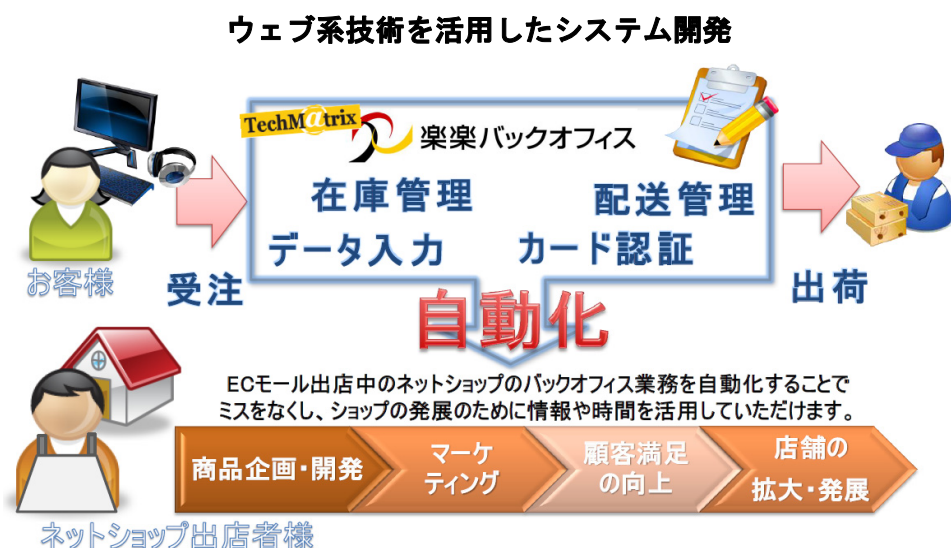 ウェブ系技術を活用したシステム開発
TechM@trix
楽楽バックオフィス
在庫管理
配送管理
データ入力
カード認証
お客様
受注
出荷
自動化
ECモール出店中のネットショップのバックオフィス業務を自動化することで
ミスをなくし、ショップの発展のために情報や時間を活用していただけます。
商品企画・開発
マーケ
ティング
顧客満足
の向上
店舗の
拡大・発展
ネットショップ出店者様